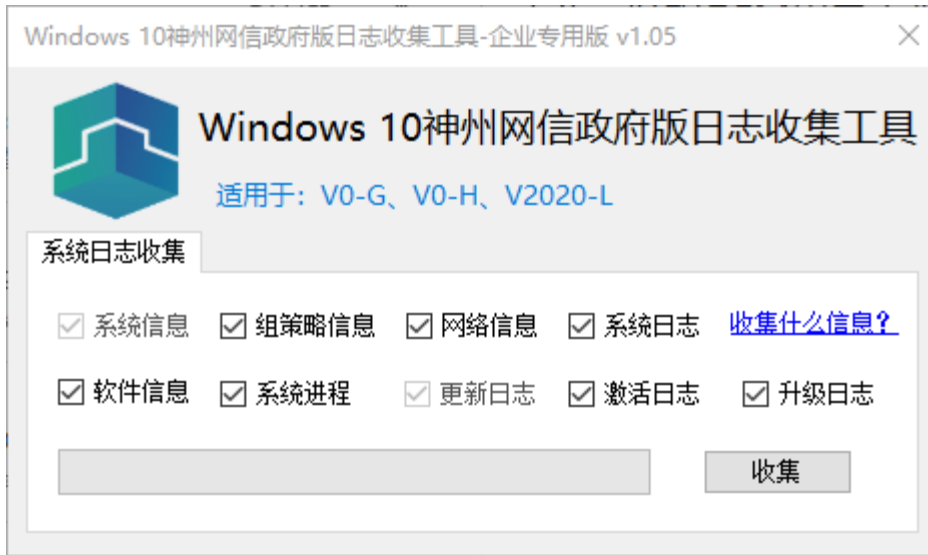 Windows 10神州网信政府版日志收集工具-企业专用版 v1.05
Windows 10神州网信政府版日志收集工具
适用于：V0-G、V0-H、V2020-L
系统日志收集
系统信息 组策略信息 网络信息 系统日志 收集什么信息？
软件信息 系统进程 更新日志 激活日志 升级日志
收集